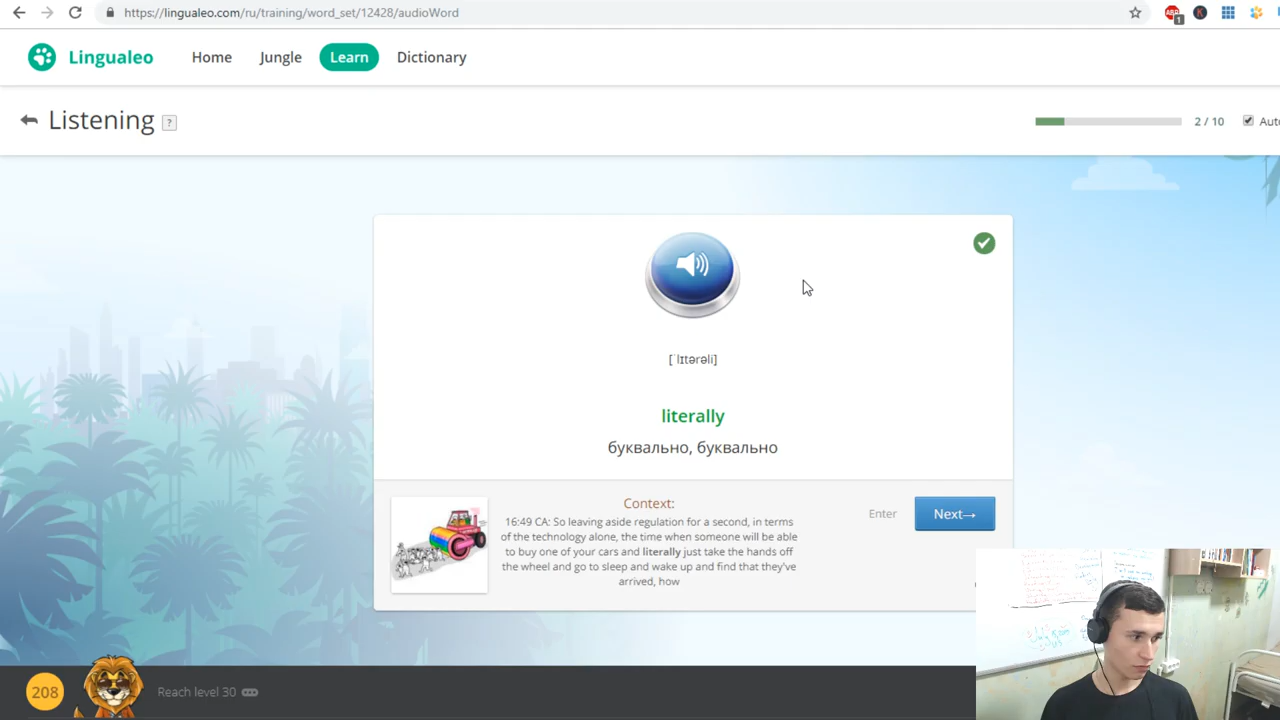 https://lingualeo.com/ru/training/word_set/12428/audioWord
ABP
1
K
Lingualeo
Home
Jungle
Learn
Dictionary
Listening
?
2 / 10
Auto
[ˈlɪtərəli]
literally
буквально, буквально
Context:
16:49 CA: So leaving aside regulation for a second, in terms
of the technology alone, the time when someone will be able
to buy one of your cars and literally just take the hands off
the wheel and go to sleep and wake up and find that they've
arrived, how
Enter
Next→
208
Reach level 30